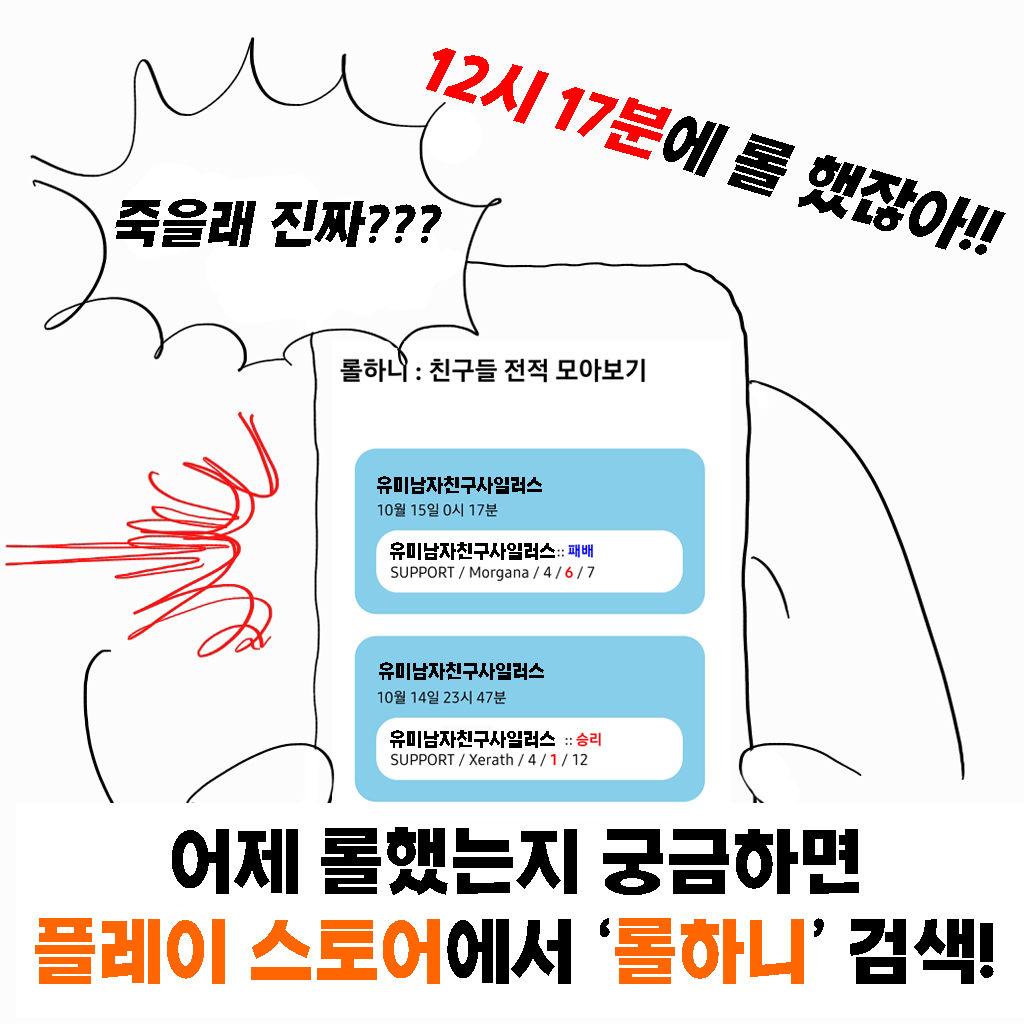 12시 17분에 롤 했잖아!!
죽을래 진짜???
롤하니 : 친구들 전적 모아보기
유미남자친구사일러스
10월 15일 0시 17분
유미남자친구사일러스:: 패배
SUPPORT / Morgana / 4 / 6 / 7
유미남자친구사일러스
10월 14일 23시 47분
유미남자친구사일러스 :: 승리
SUPPORT / Xerath / 4 / 1 / 12
어제 롤했는지 궁금하면
플레이 스토어에서 ‘롤하니’ 검색!